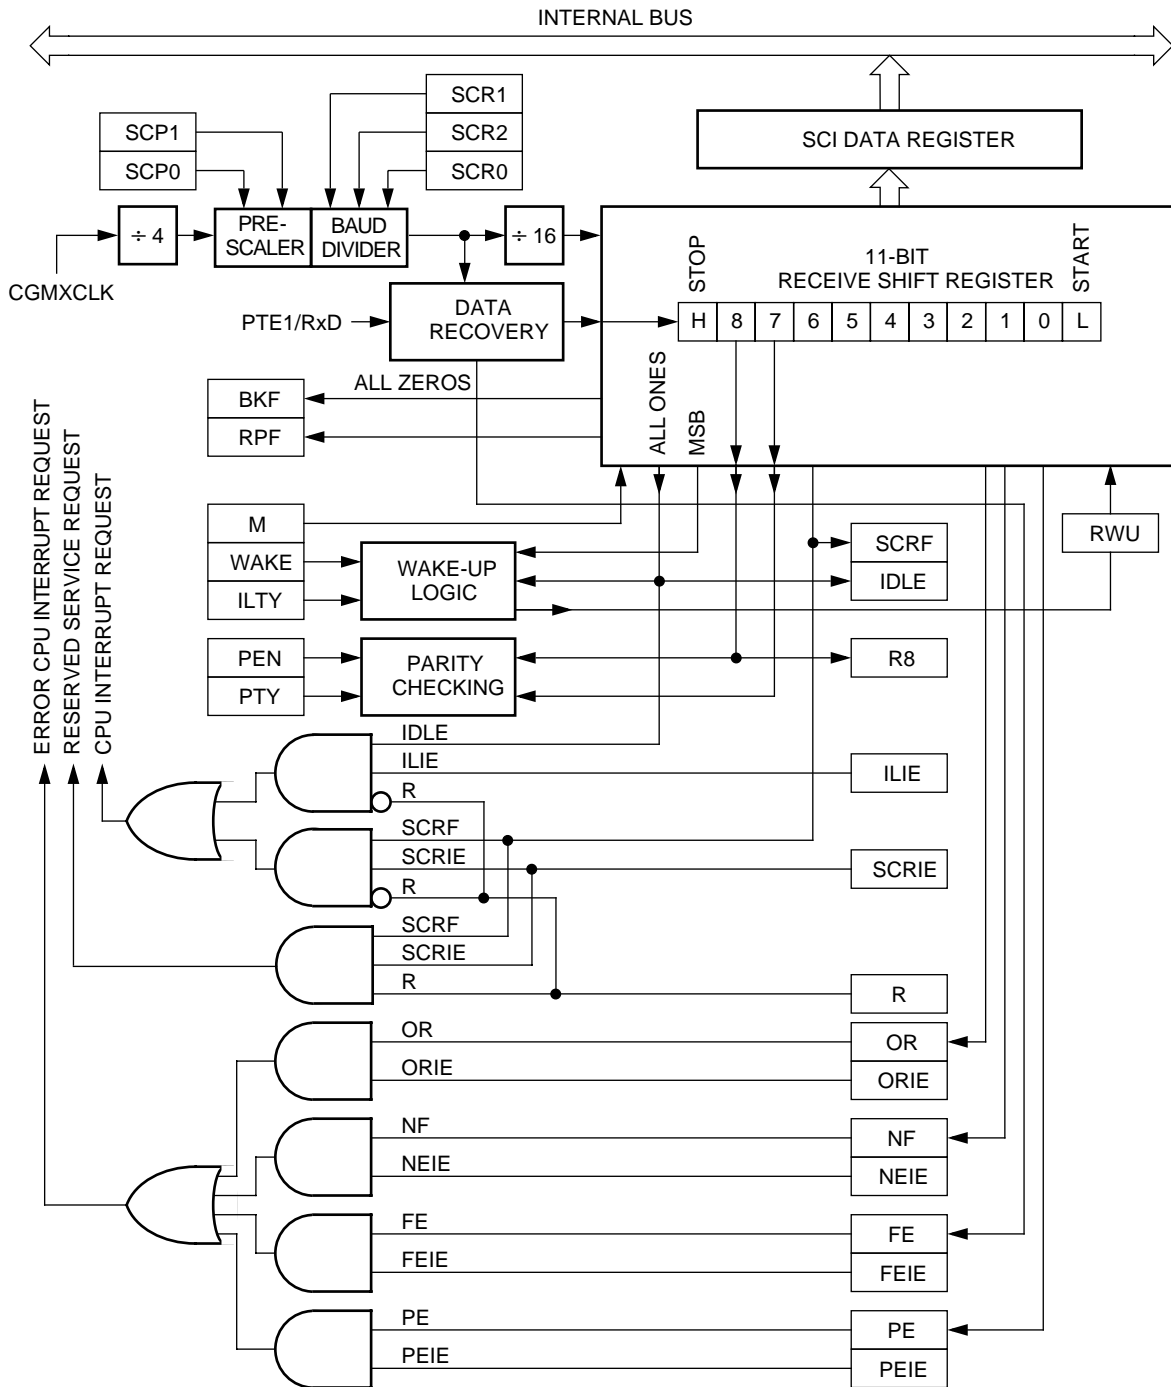 INTERNAL BUS
SCP1
SCP0
SCR1
SCR2
SCR0
SCI DATA REGISTER
÷ 4
PRE-
SCALER
BAUD
DIVIDER
÷ 16
CGMXCLK
PTE1/RxD
DATA
RECOVERY
STOP
11-BIT
RECEIVE SHIFT REGISTER
START
H 8 7 6 5 4 3 2 1 0 L
ALL ZEROS
ALL ONES
MSB
BKF
RPF
ERROR CPU INTERRUPT REQUEST
RESERVED SERVICE REQUEST
CPU INTERRUPT REQUEST
M
WAKE
ILTY
WAKE-UP
LOGIC
SCRF
IDLE
RWU
PEN
PTY
PARITY
CHECKING
R8
IDLE
ILIE
R
ILIE
SCRF
SCRIE
R
SCRIE
SCRF
SCRIE
R
R
OR
ORIE
OR
ORIE
NF
NEIE
NF
NEIE
FE
FEIE
FE
FEIE
PE
PEIE
PE
PEIE